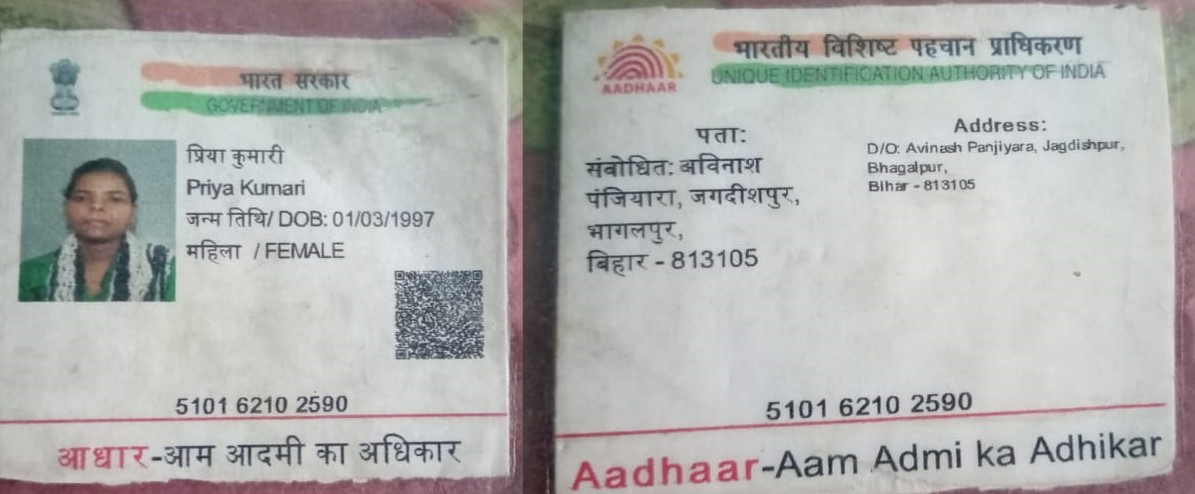 भारत सरकार
GOVERNMENT OF INDIA
प्रिया कुमारी
Priya Kumari
जन्म तिथि/ DOB: 01/03/1997
महिला / FEMALE
5101 6210 2590
आधार-आम आदमी का अधिकार
AADHAAR
भारतीय विशिष्ट पहचान प्राधिकरण
UNIQUE IDENTIFICATION AUTHORITY OF INDIA
पता:
संबोधित: अविनाश
पंजियारा, जगदीशपुर,
भागलपुर,
बिहार - 813105
Address:
D/O: Avinash Panjiyara, Jagdishpur,
Bhagalpur,
Bihar - 813105
5101 6210 2590
Aadhaar-Aam Admi ka Adhikar